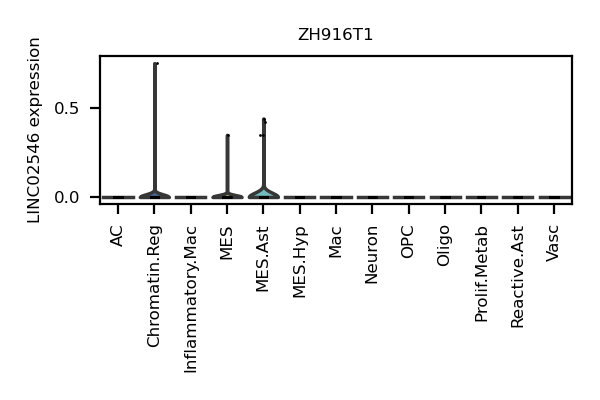 ZH916T1
LINC02546 expression
0.5
0.0
AC
Chromatin.Reg
Inflammatory.Mac
MES
MES.Ast
MES.Hyp
Mac
Neuron
OPC
Oligo
Prolif.Metab
Reactive.Ast
Vasc